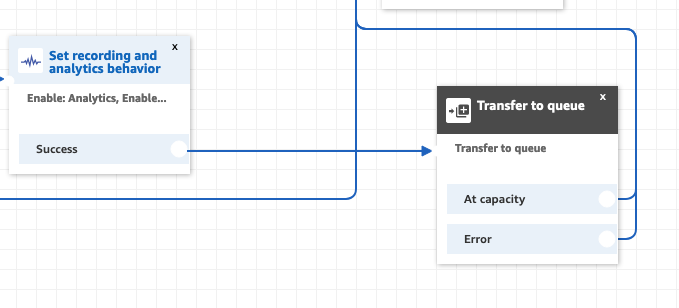 x
Set recording and
analytics behavior
Enable: Analytics, Enable...
Success
x
Transfer to queue
Transfer to queue
At capacity
Error